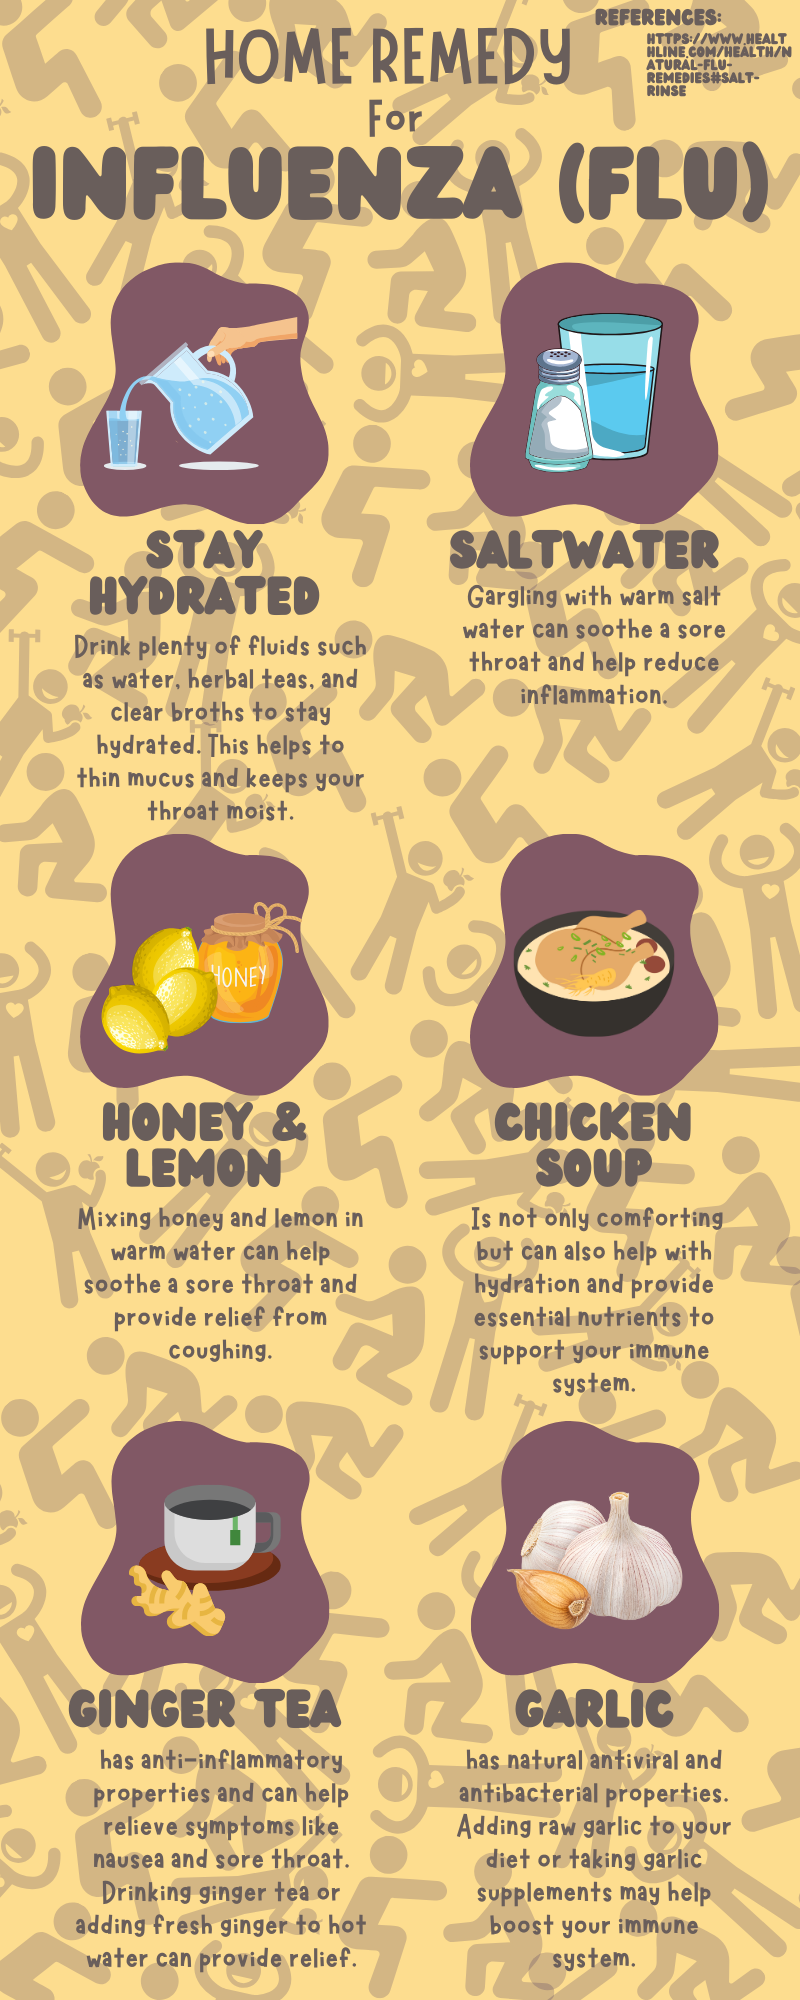 REFERENCES:
HTTPS://WWW.HEALT
HLINE.COM/HEALTH/N
ATURAL-FLU-
REMEDIES#SALT-
RINSE
HOME REMEDY
For
INFLUENZA (FLU)
STAY
HYDRATED
Drink plenty of fluids such
as water, herbal teas, and
clear broths to stay
hydrated. This helps to
thin mucus and keeps your
throat moist.
SALTWATER
Gargling with warm salt
water can soothe a sore
throat and help reduce
inflammation.
HONEY
HONEY &
LEMON
Mixing honey and lemon in
warm water can help
soothe a sore throat and
provide relief from
coughing.
CHICKEN
SOUP
Is not only comforting
but can also help with
hydration and provide
essential nutrients to
support your immune
system.
GINGER TEA
has anti-inflammatory
properties and can help
relieve symptoms like
nausea and sore throat.
Drinking ginger tea or
adding fresh ginger to hot
water can provide relief.
GARLIC
has natural antiviral and
antibacterial properties.
Adding raw garlic to your
diet or taking garlic
supplements may help
boost your immune
system.